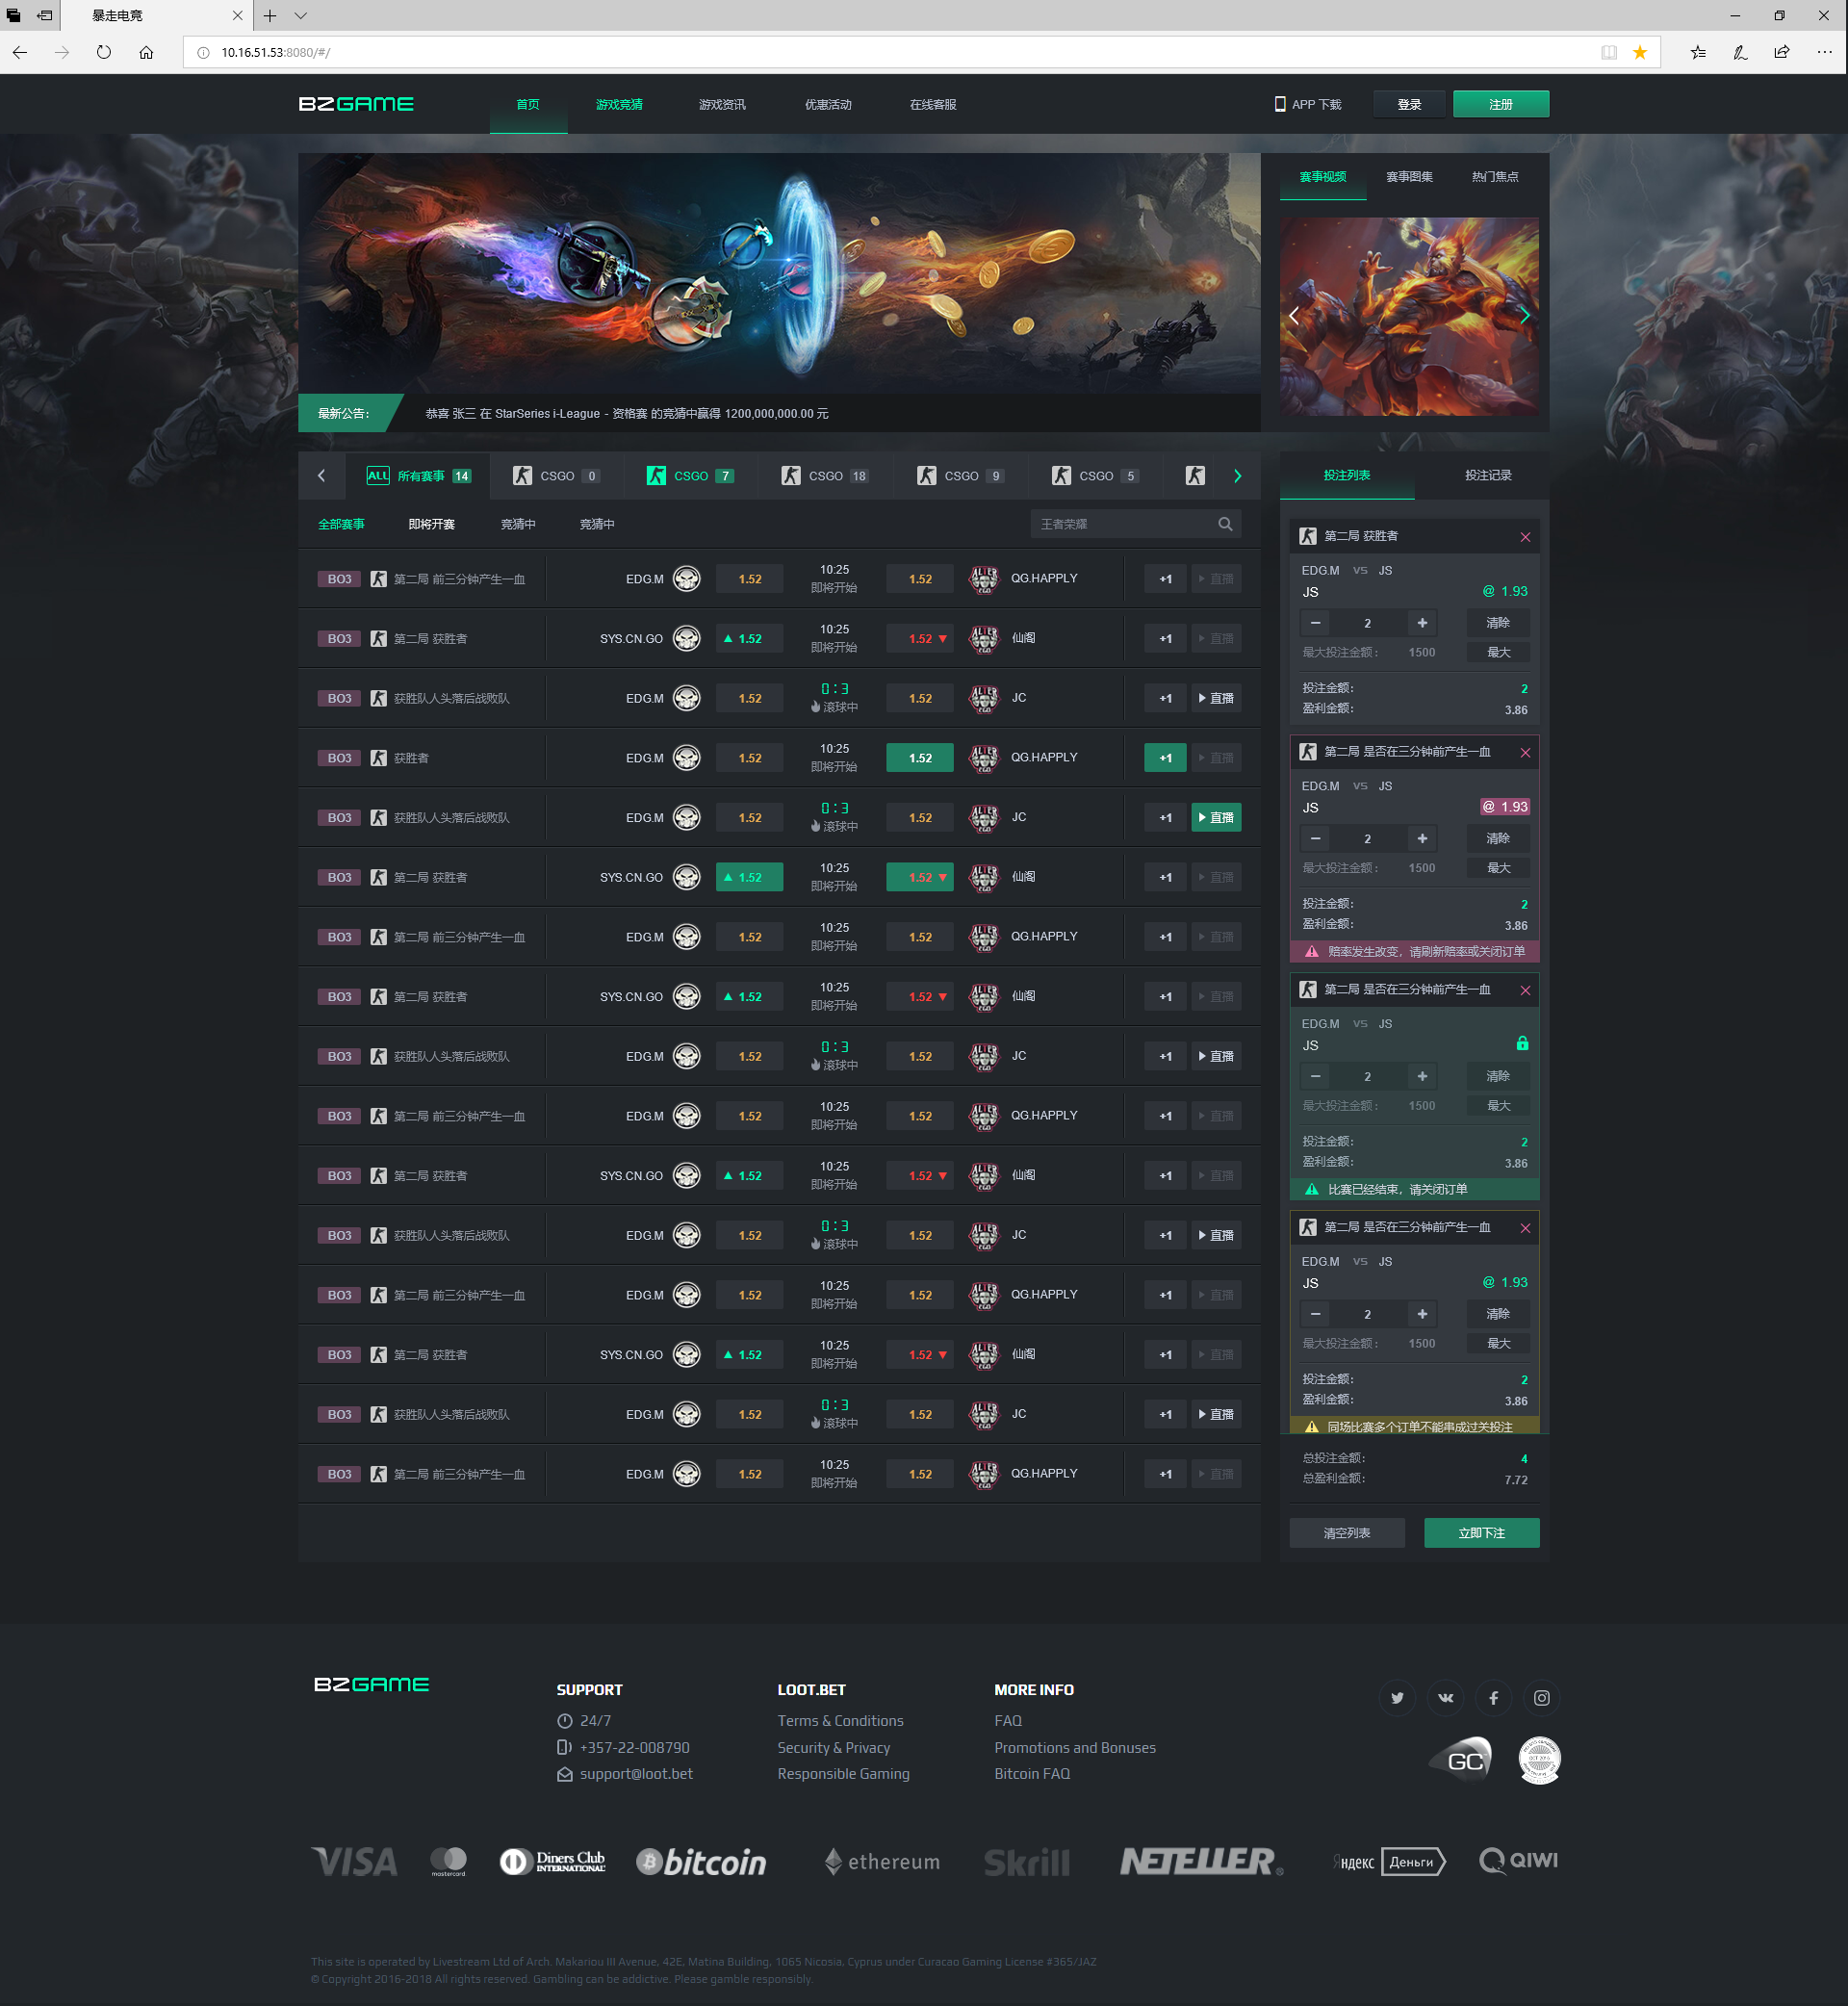 暴走电竞
10.16.51.53:8080/#/
BZGAME
首页 游戏竞猜 游戏资讯 优惠活动 在线客服
APP 下载 登录 注册
赛事视频 赛事图集 热门焦点
最新公告： 恭喜 张三 在 StarSeries i-League - 资格赛 的竞猜中赢得 1200,000,000.00 元
ALL 所有赛事 14 CSGO 0 CSGO 7 CSGO 18 CSGO 9 CSGO 5
全部赛事 即将开赛 竞猜中 竞猜中 王者荣耀
BO3 第二局 前三分钟产生一血 EDG.M 1.52 10:25 即将开始 1.52 QG.HAPPLY +1 直播
BO3 第二局 获胜者 SYS.CN.GO 1.52 10:25 即将开始 1.52 仙阁 +1 直播
BO3 获胜队人头落后战败队 EDG.M 1.52 0:3 滚球中 1.52 JC +1 直播
BO3 获胜者 EDG.M 1.52 10:25 即将开始 1.52 QG.HAPPLY +1 直播
BO3 获胜队人头落后战败队 EDG.M 1.52 0:3 滚球中 1.52 JC +1 直播
BO3 第二局 获胜者 SYS.CN.GO 1.52 10:25 即将开始 1.52 仙阁 +1 直播
BO3 第二局 前三分钟产生一血 EDG.M 1.52 10:25 即将开始 1.52 QG.HAPPLY +1 直播
BO3 第二局 获胜者 SYS.CN.GO 1.52 10:25 即将开始 1.52 仙阁 +1 直播
BO3 获胜队人头落后战败队 EDG.M 1.52 0:3 滚球中 1.52 JC +1 直播
BO3 第二局 前三分钟产生一血 EDG.M 1.52 10:25 即将开始 1.52 QG.HAPPLY +1 直播
BO3 第二局 获胜者 SYS.CN.GO 1.52 10:25 即将开始 1.52 仙阁 +1 直播
BO3 获胜队人头落后战败队 EDG.M 1.52 0:3 滚球中 1.52 JC +1 直播
BO3 第二局 前三分钟产生一血 EDG.M 1.52 10:25 即将开始 1.52 QG.HAPPLY +1 直播
BO3 第二局 获胜者 SYS.CN.GO 1.52 10:25 即将开始 1.52 仙阁 +1 直播
BO3 获胜队人头落后战败队 EDG.M 1.52 0:3 滚球中 1.52 JC +1 直播
BO3 第二局 前三分钟产生一血 EDG.M 1.52 10:25 即将开始 1.52 QG.HAPPLY +1 直播
投注列表 投注记录
第二局 获胜者
EDG.M VS JS
JS @ 1.93
2 清除
最大投注金额： 1500 最大
投注金额： 2
盈利金额： 3.86
第二局 是否在三分钟前产生一血
EDG.M VS JS
JS @ 1.93
2 清除
最大投注金额： 1500 最大
投注金额： 2
盈利金额： 3.86
赔率发生改变，请刷新赔率或关闭订单
第二局 是否在三分钟前产生一血
EDG.M VS JS
JS
2 清除
最大投注金额： 1500 最大
投注金额： 2
盈利金额： 3.86
比赛已经结束，请关闭订单
第二局 是否在三分钟前产生一血
EDG.M VS JS
JS @ 1.93
2 清除
最大投注金额： 1500 最大
投注金额： 2
盈利金额： 3.86
同场比赛多个订单不能串成过关投注
总投注金额： 4
总盈利金额： 7.72
清空列表 立即下注
BZGAME
SUPPORT
24/7
+357-22-008790
support@loot.bet
LOOT.BET
Terms & Conditions
Security & Privacy
Responsible Gaming
MORE INFO
FAQ
Promotions and Bonuses
Bitcoin FAQ
GC
VISA mastercard Diners Club INTERNATIONAL bitcoin ethereum Skrill NETELLER Яндекс Деньги QIWI
This site is operated by Livestream Ltd of Arch. Makariou III Avenue, 42E, Matina Building, 1065 Nicosia, Cyprus under Curacao Gaming License #365/JAZ
© Copyright 2016-2018 All rights reserved. Gambling can be addictive. Please gamble responsibly.